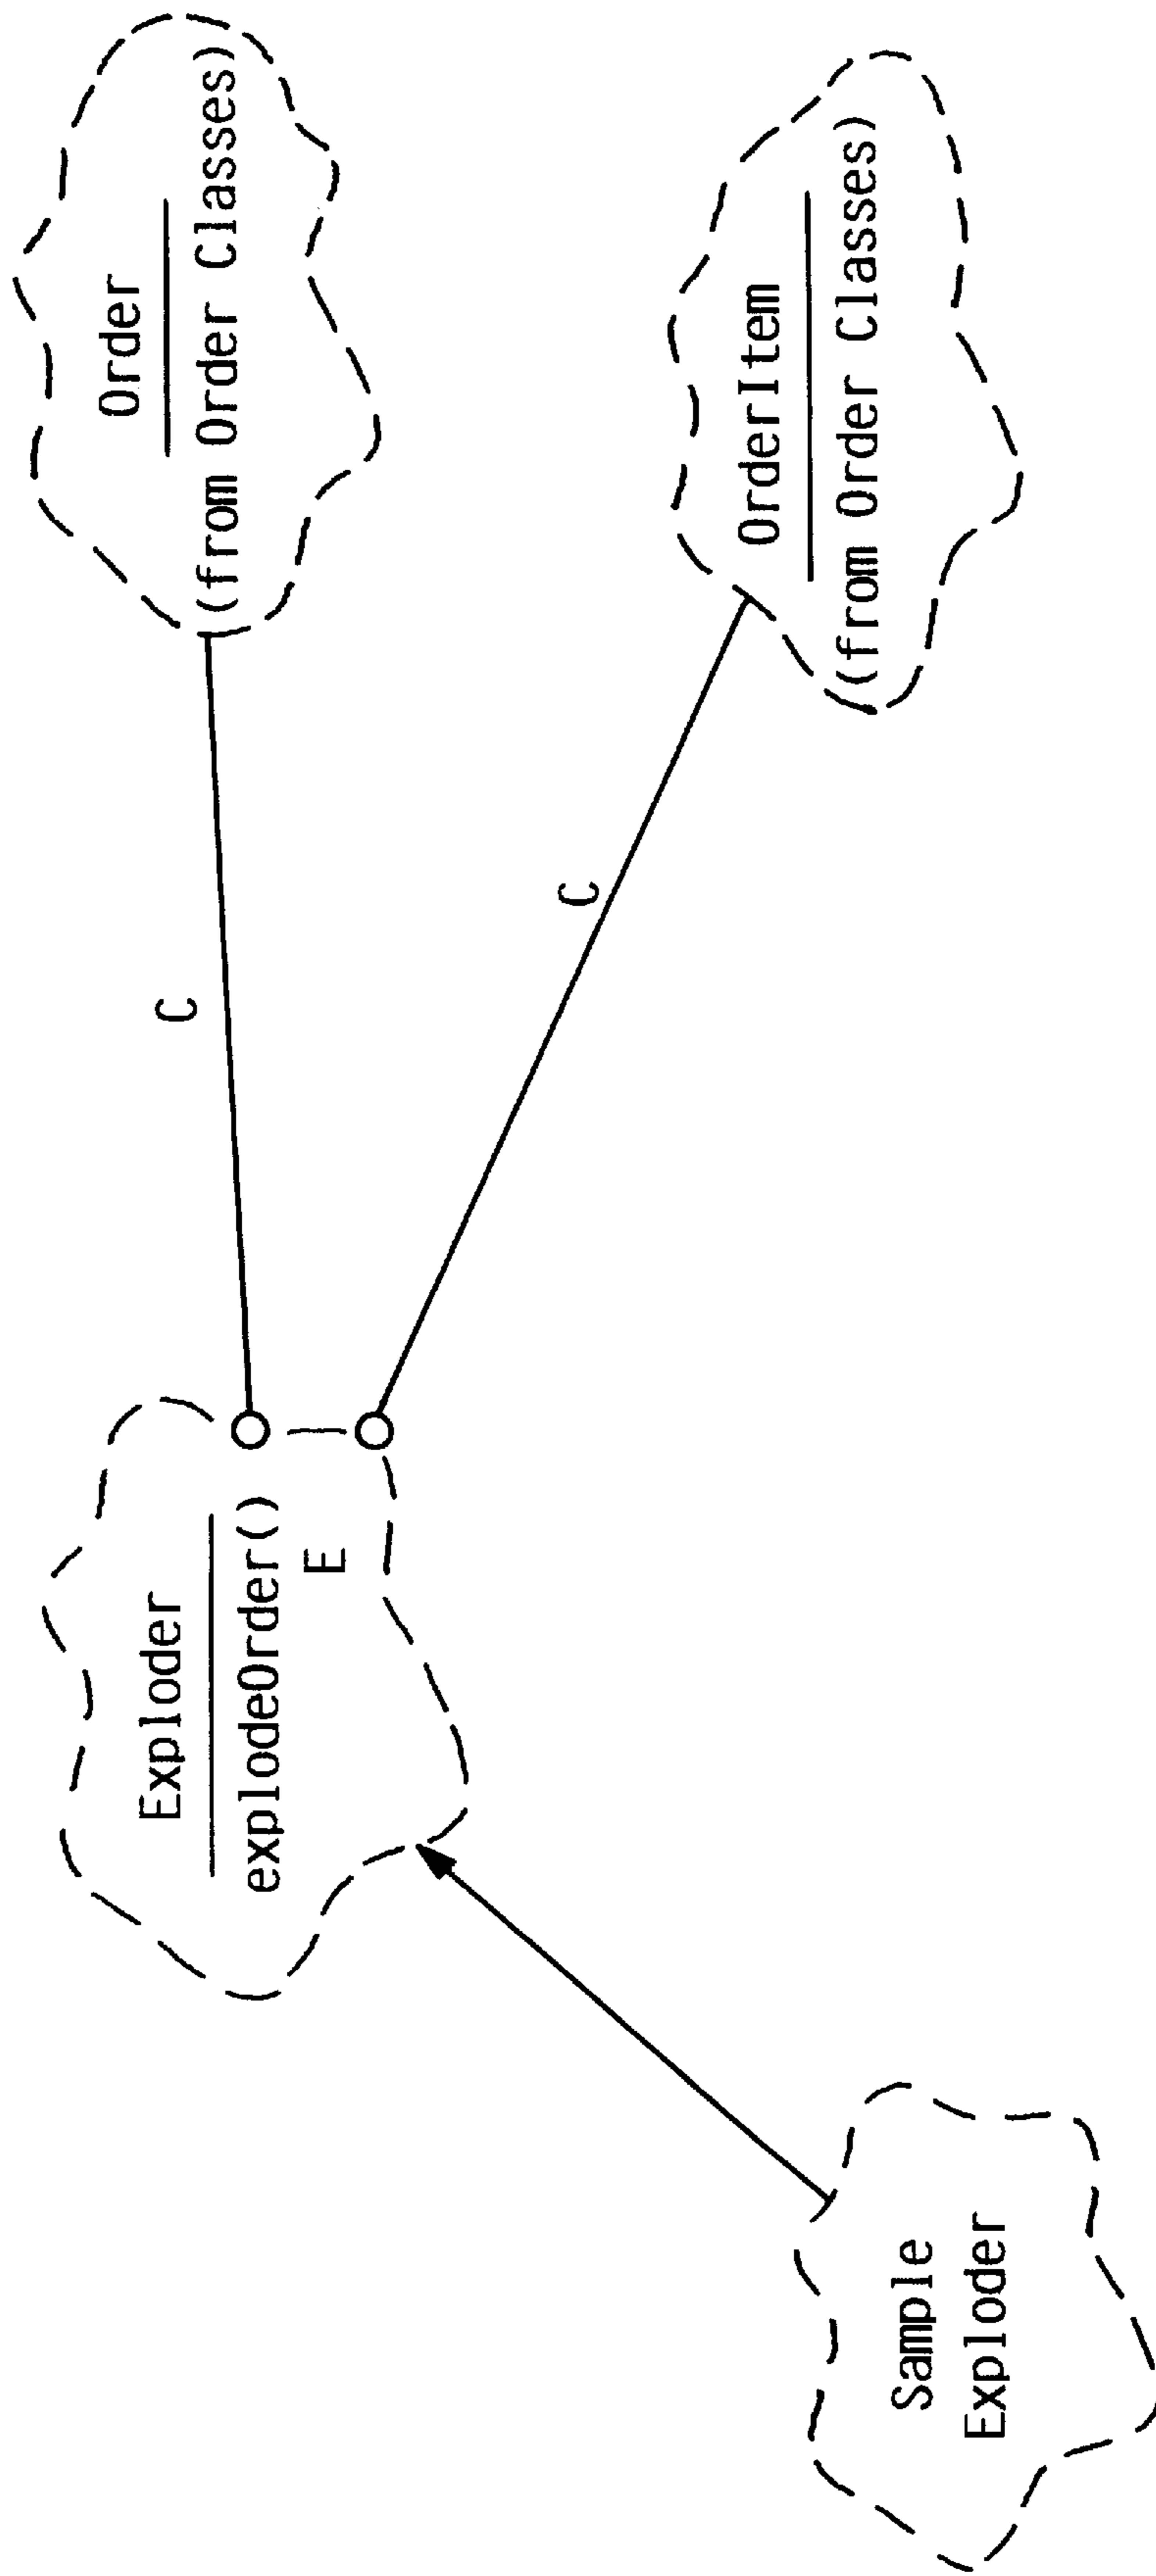 Exploder
explodeOrder()
E
C
Order
(from Order Classes)
C
OrderItem
(from Order Classes)
Sample
Exploder